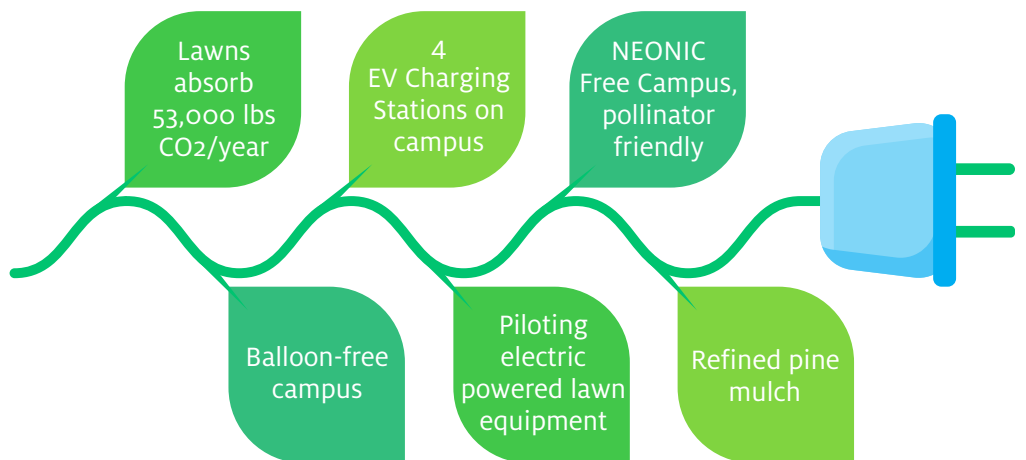 Lawns
absorb
53,000 lbs
CO2/year
4
EV Charging
Stations on
campus
NEONIC
Free Campus,
pollinator
friendly
Balloon-free
campus
Piloting
electric
powered lawn
equipment
Refined pine
mulch